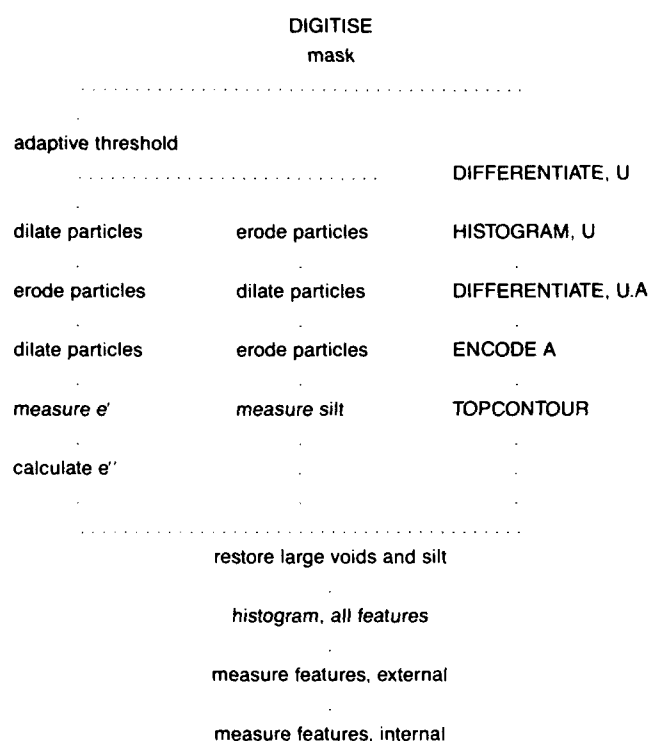 DIGITISE
mask
adaptive threshold
DIFFERENTIATE, U
dilate particles erode particles HISTOGRAM, U
erode particles dilate particles DIFFERENTIATE, U.A
dilate particles erode particles ENCODE A
measure e' measure silt TOPCONTOUR
calculate e''
restore large voids and silt
histogram, all features
measure features, external
measure features, internal